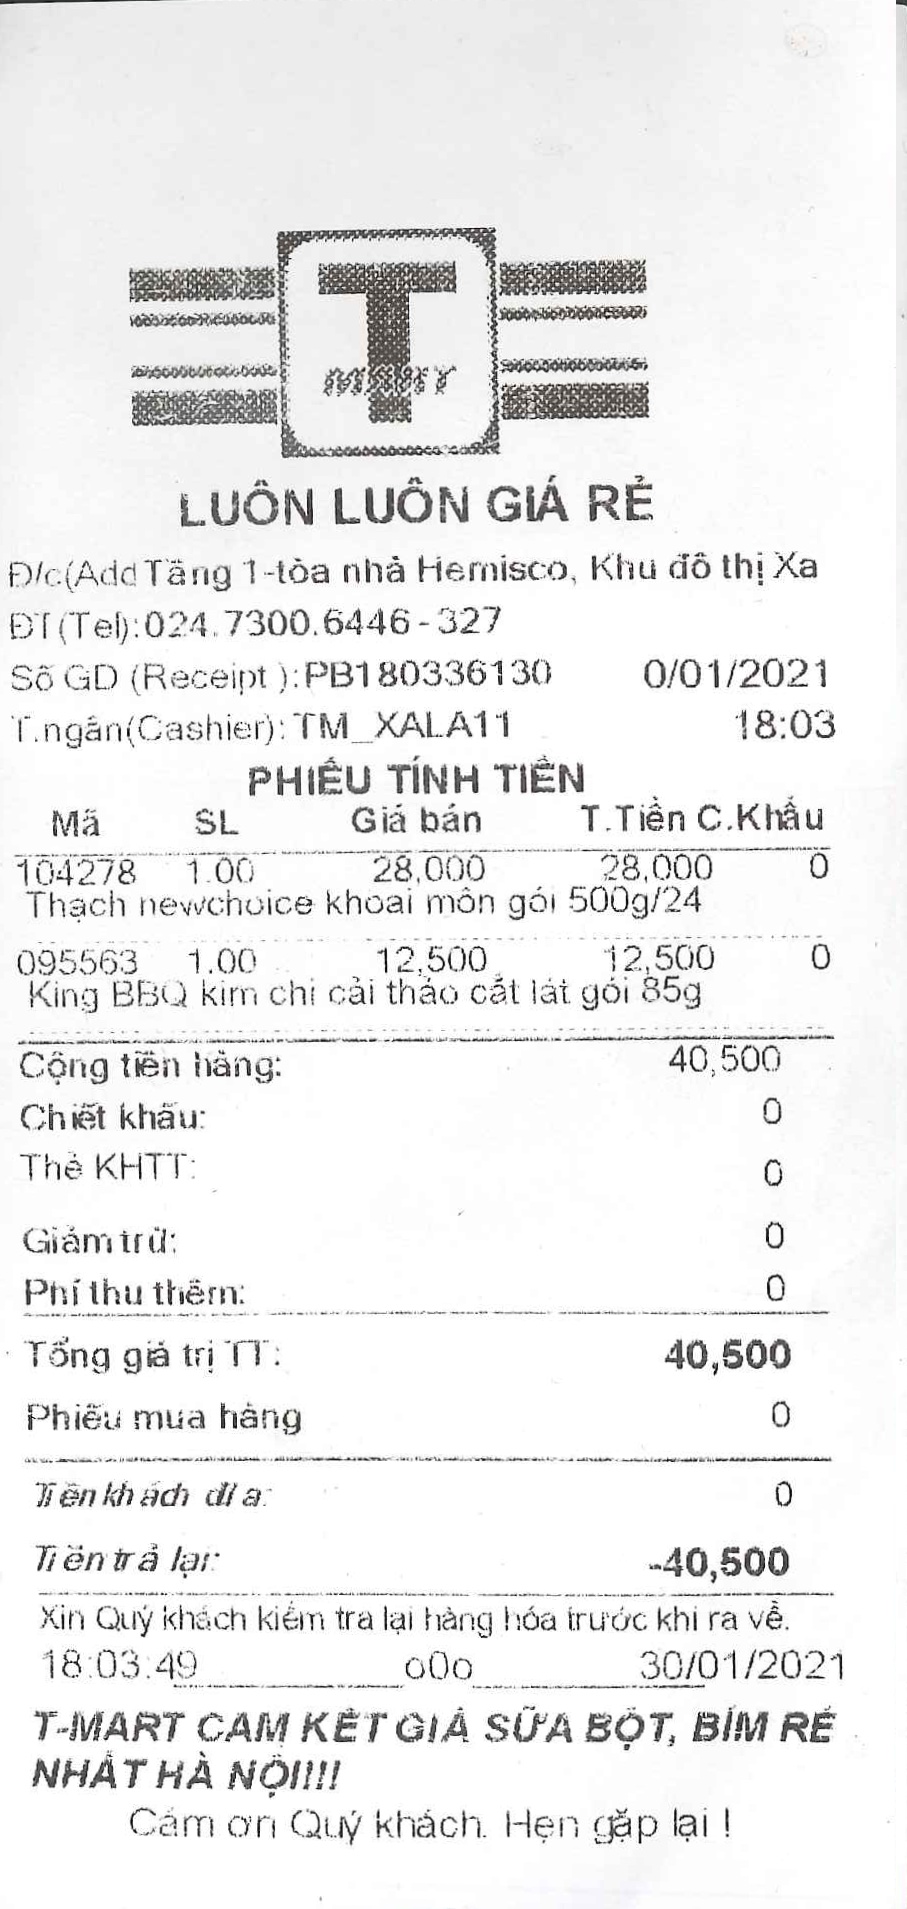 T
MART
LUÔN LUÔN GIÁ RẺ
Đ/c(Add Tầng 1-tòa nhà Hemisco, Khu đô thị Xa
ĐT(Tel):024.7300.6446-327
Số GD (Receipt ):PB180336130 0/01/2021
T.ngân(Cashier): TM_XALA11 18:03
PHIẾU TÍNH TIỀN
Mã SL Giá bán T.Tiền C.Khấu
104278 1.00 28,000 28,000 0
Thạch newchoice khoai môn gói 500g/24
095563 1.00 12,500 12,500 0
King BBQ kim chi cải thảo cắt lát gói 85g
Cộng tiền hàng: 40,500
Chiết khấu: 0
Thẻ KHTT: 0
Giảm trừ: 0
Phí thu thêm: 0
Tổng giá trị TT: 40,500
Phiếu mua hàng 0
Tiền khách đưa: 0
Tiền trả lại: -40,500
Xin Quý khách kiểm tra lại hàng hóa trước khi ra về.
18:03:49 o0o 30/01/2021
T-MART CAM KẾT GIÁ SỮA BỘT, BỈM RẺ
NHẤT HÀ NỘI!!!!
Cám ơn Quý khách. Hẹn gặp lại !